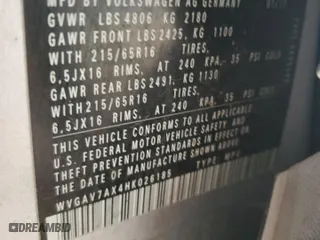 MFD BY VOLKSWAGEN AG GERMANY
GVWR LBS 4806 KG 2180
GAWR FRONT LBS 2425, KG 1100
WITH 215/65R16 TIRES,
6,5JX16 RIMS, AT 240 KPA, 35 PSI COLD
GAWR REAR LBS 2491, KG 1130
WITH 215/65R16 TIRES,
6,5JX16 RIMS, AT 240 KPA, 35 PSI
THIS VEHICLE CONFORMS TO ALL APPLICABLE
U.S. FEDERAL MOTOR VEHICLE SAFETY AND
THEFT PREVENTION STANDARDS IN EFFECT ON
THE DATE OF MANUFACTURE SHOWN ABOVE
WVGAV7AX4HK026185 TYPE: MPV